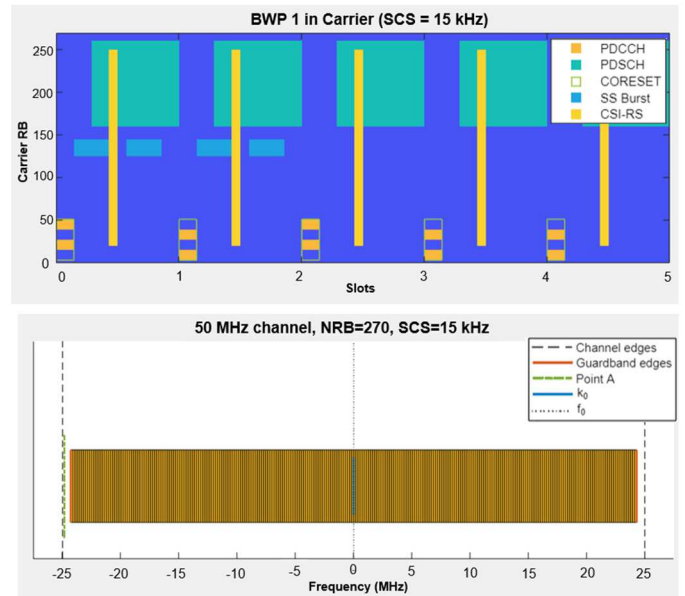 BWP 1 in Carrier (SCS = 15 kHz)
PDCCH
PDSCH
CORESET
SS Burst
CSI-RS
Carrier RB
250
200
150
100
50
0
0 1 2 3 4 5
Slots
50 MHz channel, NRB=270, SCS=15 kHz
Channel edges
Guardband edges
Point A
k0
f0
-25 -20 -15 -10 -5 0 5 10 15 20 25
Frequency (MHz)